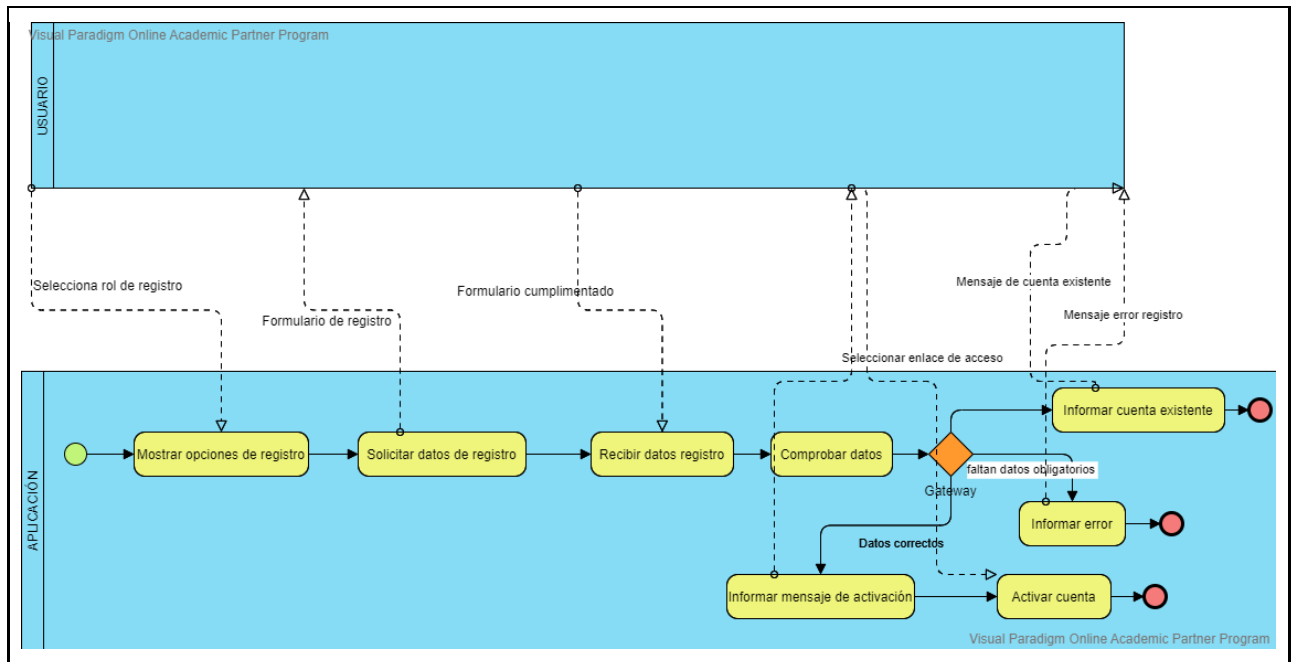 Visual Paradigm Online Academic Partner Program
USUARIO
Selecciona rol de registro
Formulario de registro
Formulario cumplimentado
Mensaje de cuenta existente
Mensaje error registro
Seleccionar enlace de acceso
APLICACIÓN
Mostrar opciones de registro
Solicitar datos de registro
Recibir datos registro
Comprobar datos
Gateway
Informar cuenta existente
faltan datos obligatorios
Informar error
Datos correctos
Informar mensaje de activación
Activar cuenta
Visual Paradigm Online Academic Partner Program